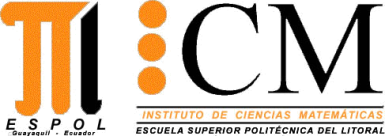 ESPOL
Guayaquil - Ecuador
ICM
INSTITUTO DE CIENCIAS MATEMÁTICAS
ESCUELA SUPERIOR POLITÉCNICA DEL LITORAL